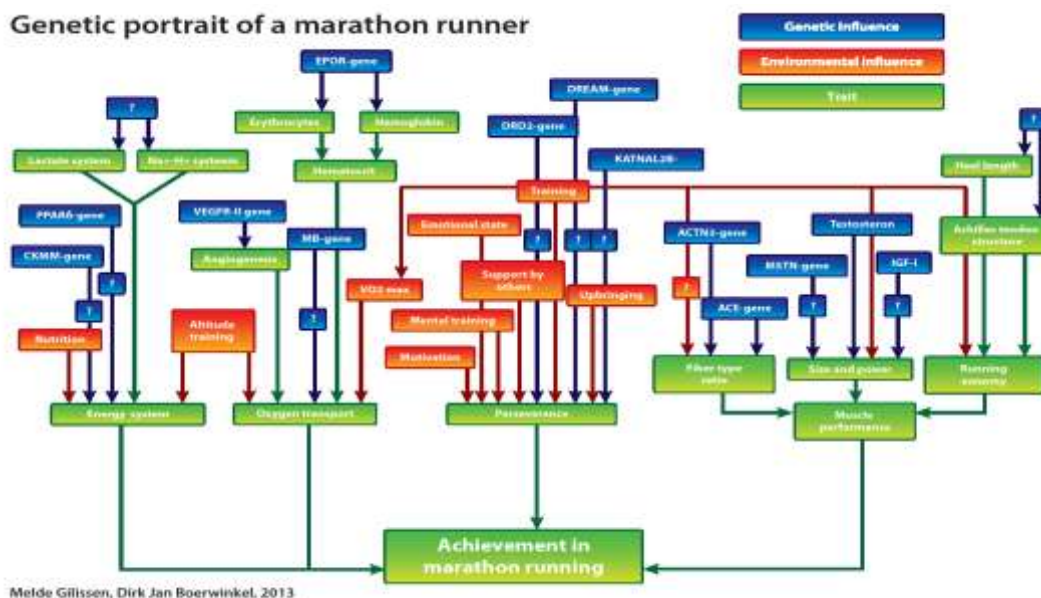 Genetic portrait of a marathon runner
Genetic Influence
Environmental influence
Trait
EPOR-gene
DREAM-gene
?
Erythrocytes
Hemoglobin
DRD2-gene
?
Lactate system
Na+-H+ systeem
Hematocrit
KATNAL2B-
Heel length
Training
PPARδ-gene
VEGFR-II gene
Emotional state
Testosteron
MB-gene
ACTN3-gene
Achilles tendon
structure
?
?
?
CKMM-gene
Angiogenesis
Support by
others
MSTN-gene
IGF-I
?
VO2 max
?
Upbringing
?
?
ACE-gene
?
?
Mental training
Nutrition
Altitude
training
Motivation
Fiber type
ratio
Size and power
Running
economy
Energy system
Oxygen transport
Perseverance
Muscle
performance
Achievement in
marathon running
Melde Gilissen, Dirk Jan Boerwinkel, 2013